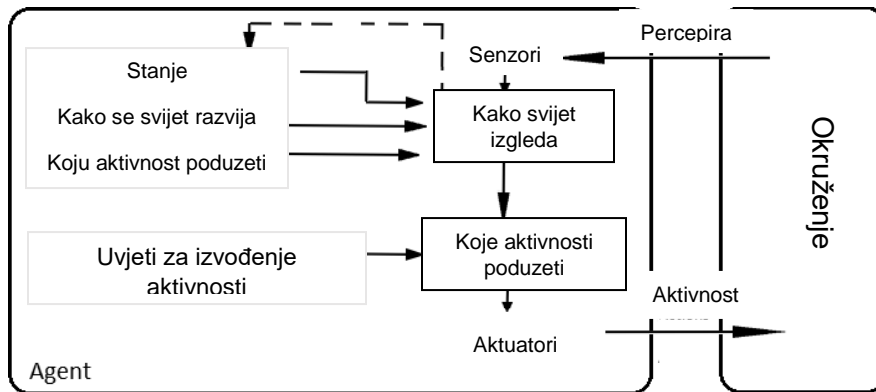 Percepira
Senzori
Stanje
Kako se svijet razvija
Koju aktivnost poduzeti
Kako svijet
izgleda
Okruženje
Uvjeti za izvođenje
aktivnosti
Koje aktivnosti
poduzeti
Aktivnost
Aktuatori
Agent